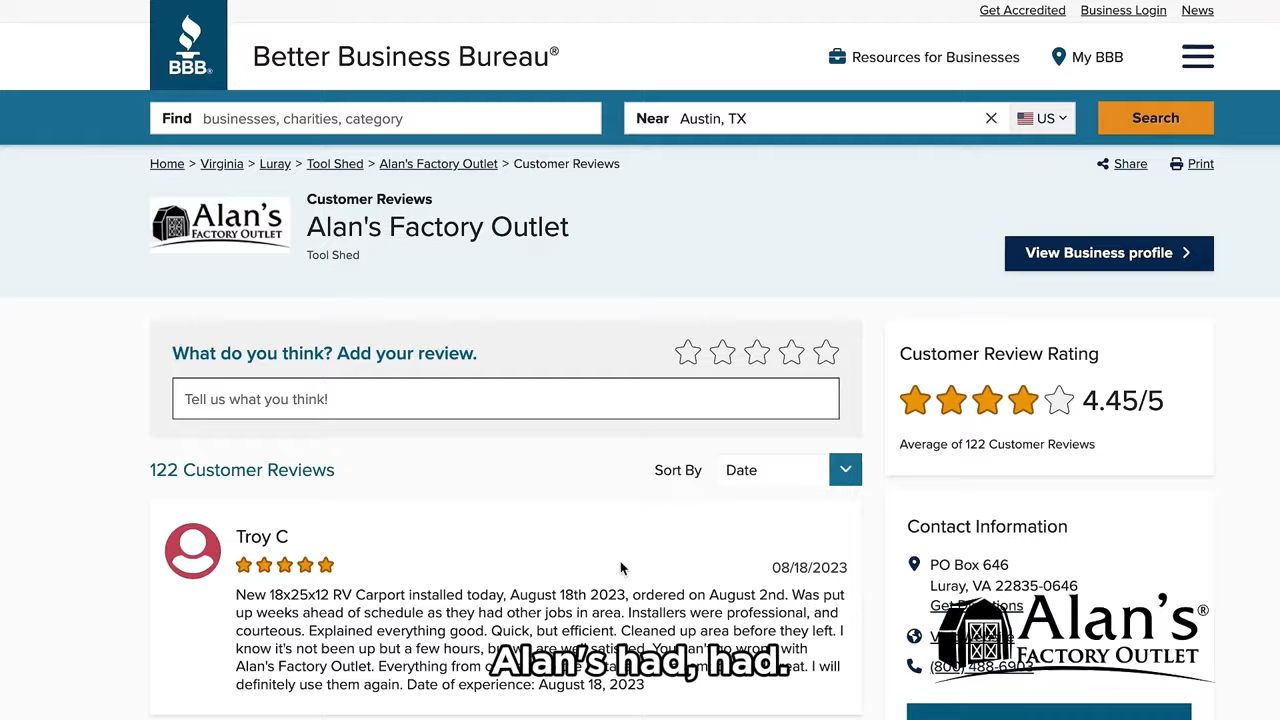 Get Accredited Business Login News
BBB®
Better Business Bureau®
Resources for Businesses
My BBB
Find businesses, charities, category
Near Austin, TX
US
Search
Home > Virginia > Luray > Tool Shed > Alan's Factory Outlet > Customer Reviews
Share
Print
Alan's
FACTORY OUTLET
Customer Reviews
Alan's Factory Outlet
Tool Shed
View Business profile
What do you think? Add your review.
Tell us what you think!
122 Customer Reviews
Sort By Date
Troy C
08/18/2023
New 18x25x12 RV Carport installed today, August 18th 2023, ordered on August 2nd. Was put
up weeks ahead of schedule as they had other jobs in area. Installers were professional, and
courteous. Explained everything good. Quick, but efficient. Cleaned up area before they left. I
know it's not been up but a few hours, we are
with
Alan's Factory Outlet. Everything from
I will
definitely use them again. Date of experience: August 18, 2023
Alan's had, had.
Customer Review Rating
4.45/5
Average of 122 Customer Reviews
Contact Information
PO Box 646
Luray, VA 22835-0646
(800) 488-6903
Alan's®
FACTORY OUTLET